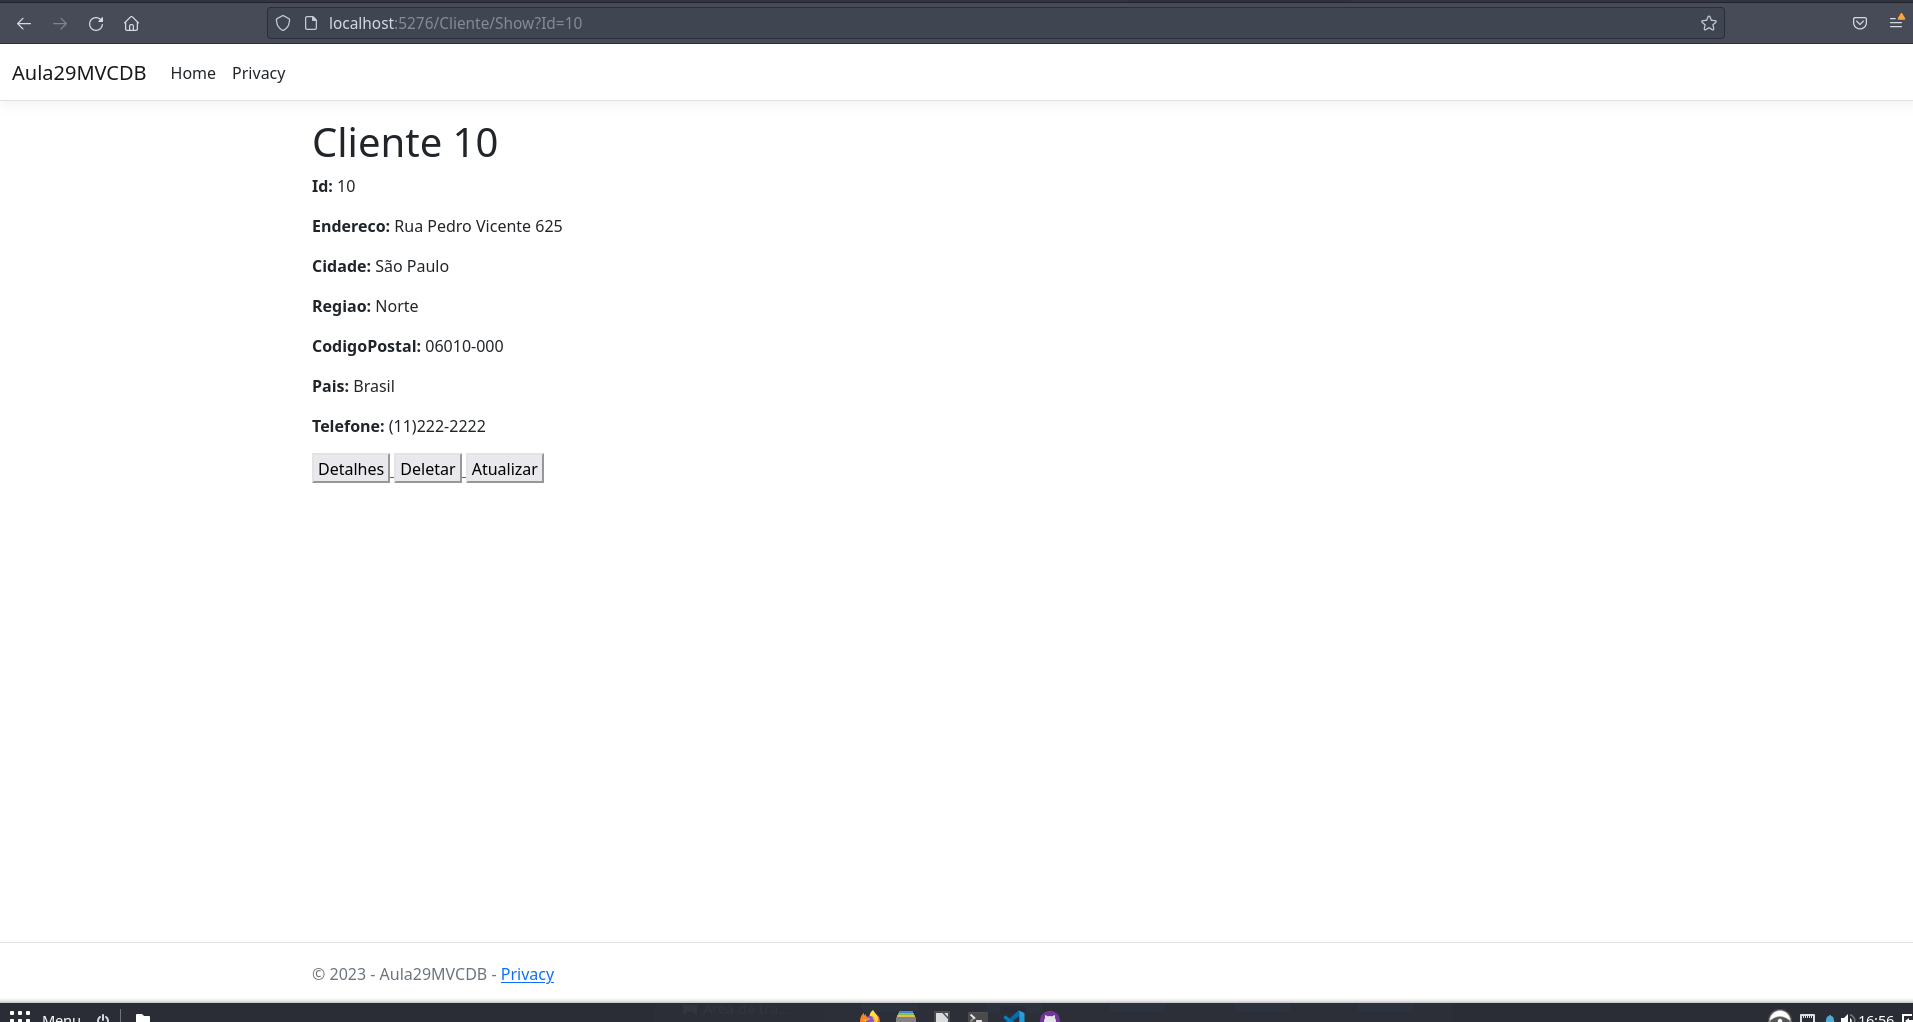 localhost:5276/Cliente/Show?Id=10
Aula29MVCDB Home Privacy
Cliente 10
Id: 10
Endereco: Rua Pedro Vicente 625
Cidade: São Paulo
Regiao: Norte
CodigoPostal: 06010-000
Pais: Brasil
Telefone: (11)222-2222
Detalhes Deletar Atualizar
© 2023 - Aula29MVCDB - Privacy
Menu 16:56